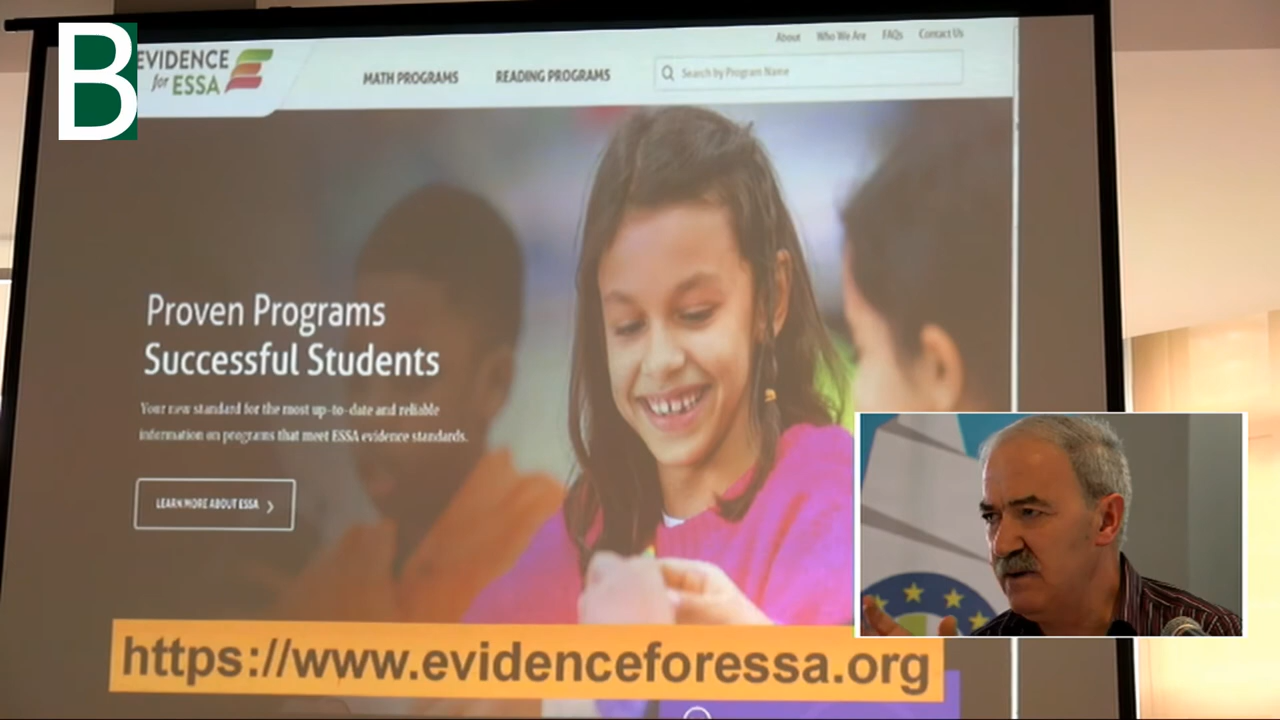 B
EVIDENCE
for ESSA
About Who We Are FAQs Contact Us
MATH PROGRAMS READING PROGRAMS
Search by Program Name
Proven Programs
Successful Students
Your new standard for the most up-to-date and reliable
information on programs that meet ESSA evidence standards.
LEARN MORE ABOUT ESSA
https://www.evidenceforessa.org